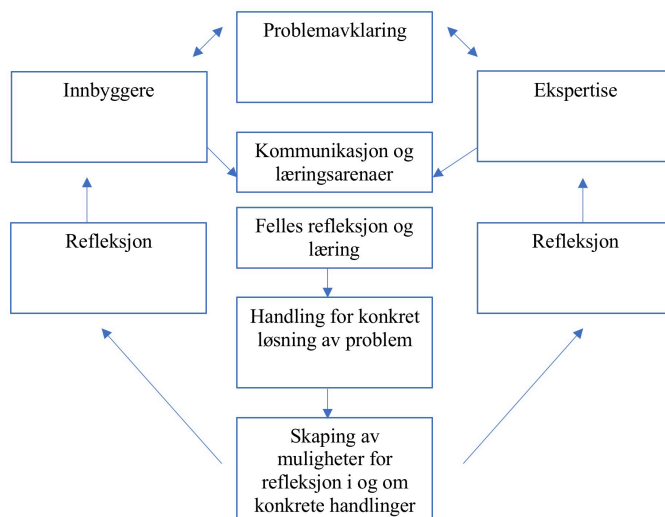 Problemavklaring
Innbyggere
Ekspertise
Kommunikasjon og
læringsarenaer
Felles refleksjon og
læring
Refleksjon
Refleksjon
Handling for konkret
løsning av problem
Skaping av
muligheter for
refleksjon i og om
konkrete handlinger